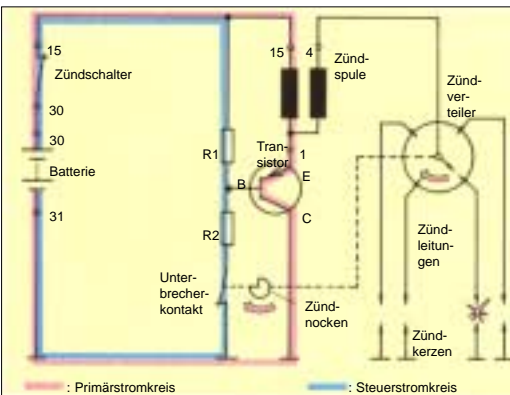 15
Zündschalter
30
30
Batterie
31
R1
B
R2
Unter-
brecher-
kontakt
15
4
Zünd-
spule
Tran-
sistor
1
E
C
Zünd-
nocken
Zünd-
ver-
teiler
Zünd-
leitun-
gen
Zünd-
kerzen
: Primärstromkreis
: Steuerstromkreis